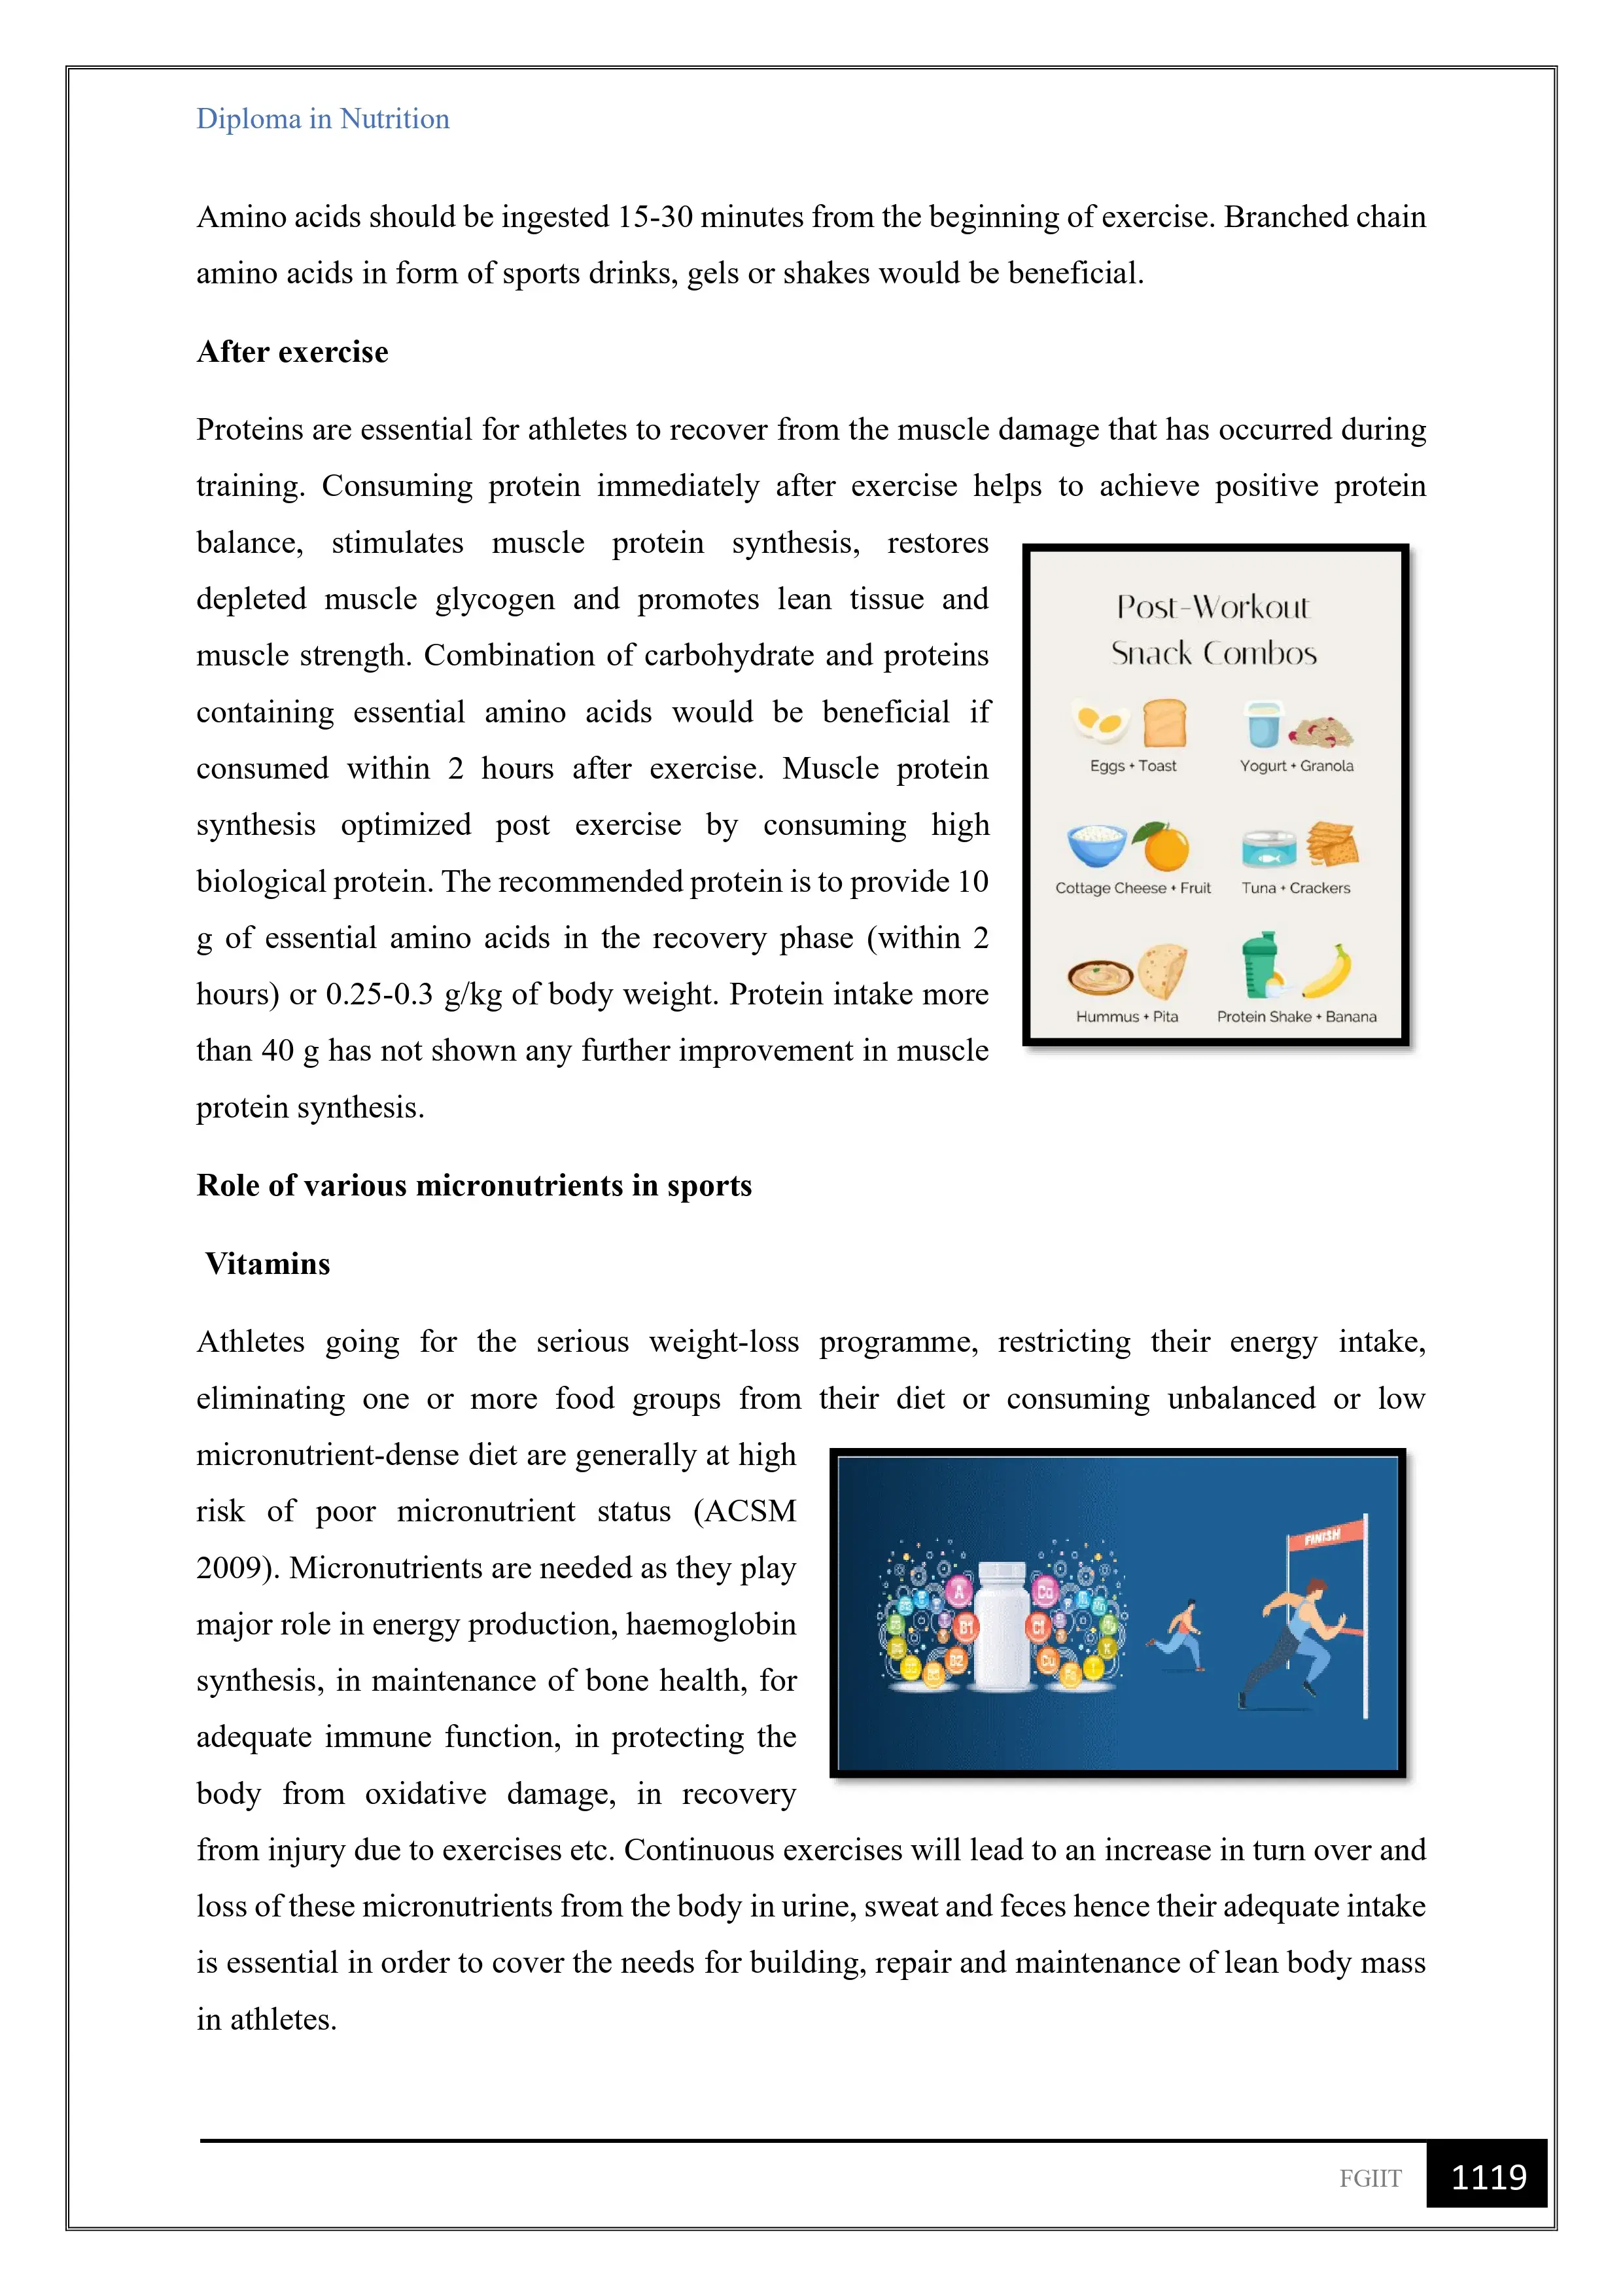 Diploma in Nutrition
Amino acids should be ingested 15-30 minutes from the beginning of exercise. Branched chain
amino acids in form of sports drinks, gels or shakes would be beneficial.
After exercise
Proteins are essential for athletes to recover from the muscle damage that has occurred during
training. Consuming protein immediately after exercise helps to achieve positive protein
balance, stimulates muscle protein synthesis, restores
depleted muscle glycogen and promotes lean tissue and
muscle strength. Combination of carbohydrate and proteins
containing essential amino acids would be beneficial if
consumed within 2 hours after exercise. Muscle protein
synthesis optimized post exercise by consuming high
biological protein. The recommended protein is to provide 10
g of essential amino acids in the recovery phase (within 2
hours) or 0.25-0.3 g/kg of body weight. Protein intake more
than 40 g has not shown any further improvement in muscle
protein synthesis.
Post-Workout
Snack Combos
Eggs + Toast
Yogurt + Granola
Cottage Cheese + Fruit
Tuna + Crackers
Hummus + Pita
Protein Shake + Banana
Role of various micronutrients in sports
Vitamins
Athletes going for the serious weight-loss programme, restricting their energy intake,
eliminating one or more food groups from their diet or consuming unbalanced or low
micronutrient-dense diet are generally at high
risk of poor micronutrient status (ACSM
2009). Micronutrients are needed as they play
major role in energy production, haemoglobin
synthesis, in maintenance of bone health, for
adequate immune function, in protecting the
body from oxidative damage, in recovery
from injury due to exercises etc. Continuous exercises will lead to an increase in turn over and
loss of these micronutrients from the body in urine, sweat and feces hence their adequate intake
is essential in order to cover the needs for building, repair and maintenance of lean body mass
in athletes.
FINISH
A
B1
B2
Cl
Cu
K
FGIIT
1119